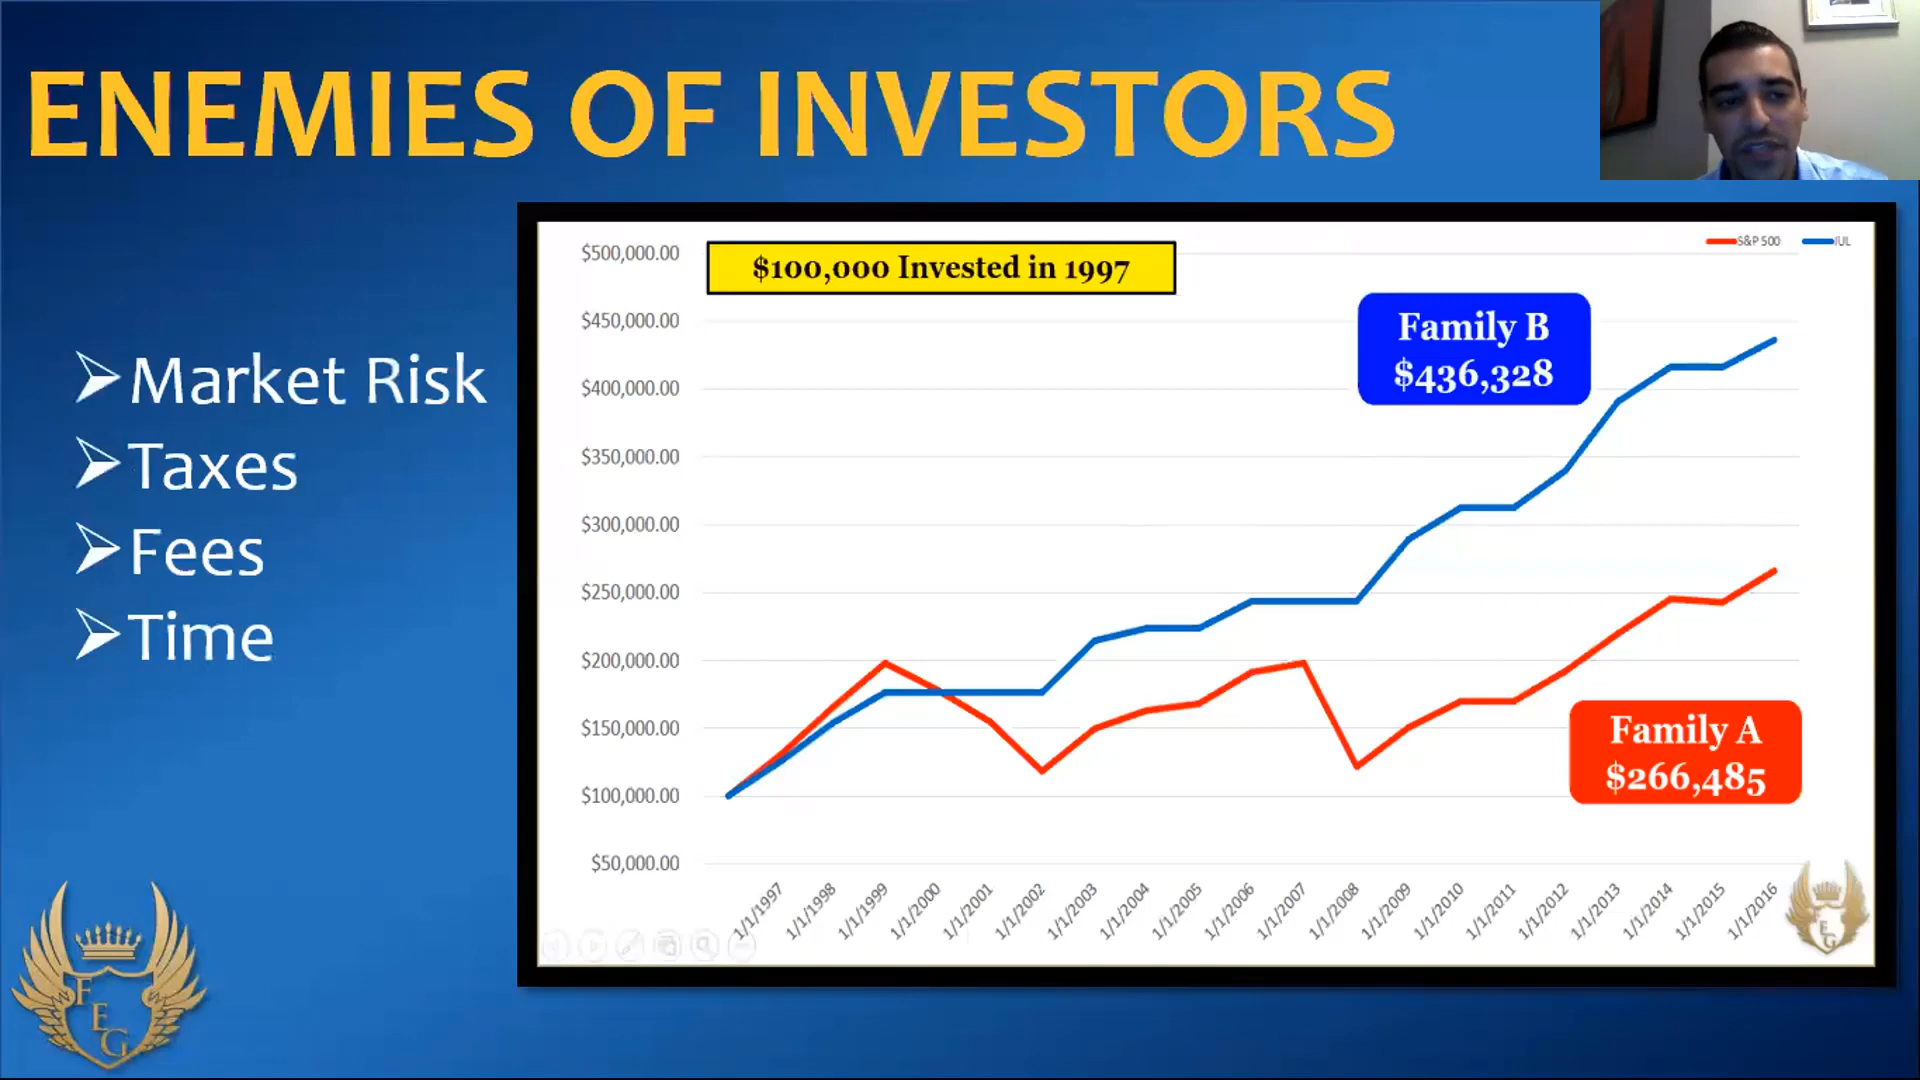 ENEMIES OF INVESTORS
Market Risk
Taxes
Fees
Time
$100,000 Invested in 1997
S&P 500
IUL
Family B
$436,328
Family A
$266,485
$500,000.00
$450,000.00
$400,000.00
$350,000.00
$300,000.00
$250,000.00
$200,000.00
$150,000.00
$100,000.00
$50,000.00
1/1/1997
1/1/1998
1/1/1999
1/1/2000
1/1/2001
1/1/2002
1/1/2003
1/1/2004
1/1/2005
1/1/2006
1/1/2007
1/1/2008
1/1/2009
1/1/2010
1/1/2011
1/1/2012
1/1/2013
1/1/2014
1/1/2015
1/1/2016
F
E
G
F
E
G